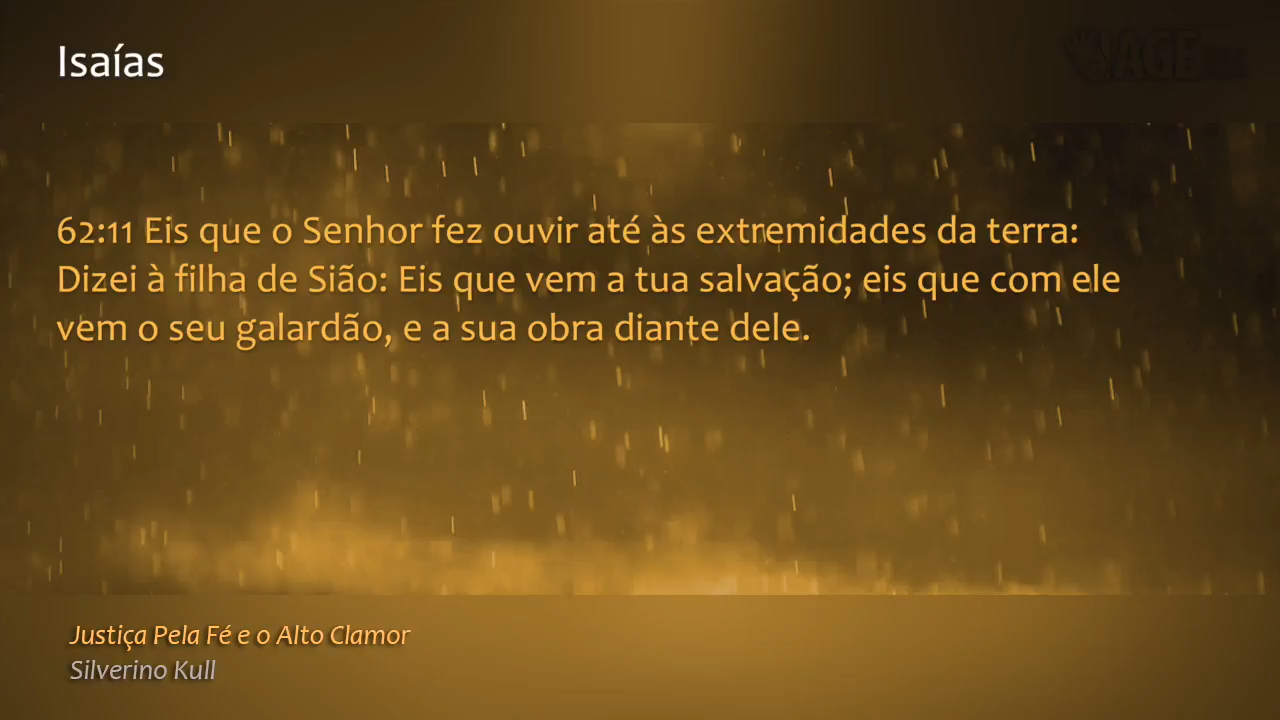 Isaías
IAGE
62:11 Eis que o Senhor fez ouvir até às extremidades da terra:
Dizei à filha de Sião: Eis que vem a tua salvação; eis que com ele
vem o seu galardão, e a sua obra diante dele.
Justiça Pela Fé e o Alto Clamor
Silverino Kull